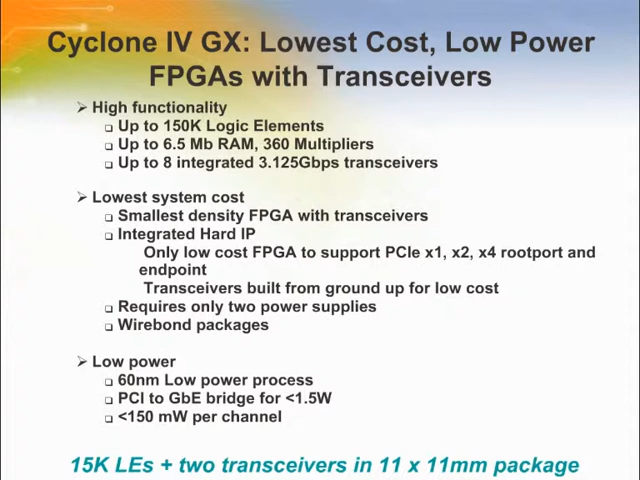 Cyclone IV GX: Lowest Cost, Low Power
FPGAs with Transceivers
➢ High functionality
❑ Up to 150K Logic Elements
❑ Up to 6.5 Mb RAM, 360 Multipliers
❑ Up to 8 integrated 3.125Gbps transceivers
➢ Lowest system cost
❑ Smallest density FPGA with transceivers
❑ Integrated Hard IP
Only low cost FPGA to support PCIe x1, x2, x4 rootport and
endpoint
Transceivers built from ground up for low cost
❑ Requires only two power supplies
❑ Wirebond packages
➢ Low power
❑ 60nm Low power process
❑ PCI to GbE bridge for <1.5W
❑ <150 mW per channel
15K LEs + two transceivers in 11 x 11mm package